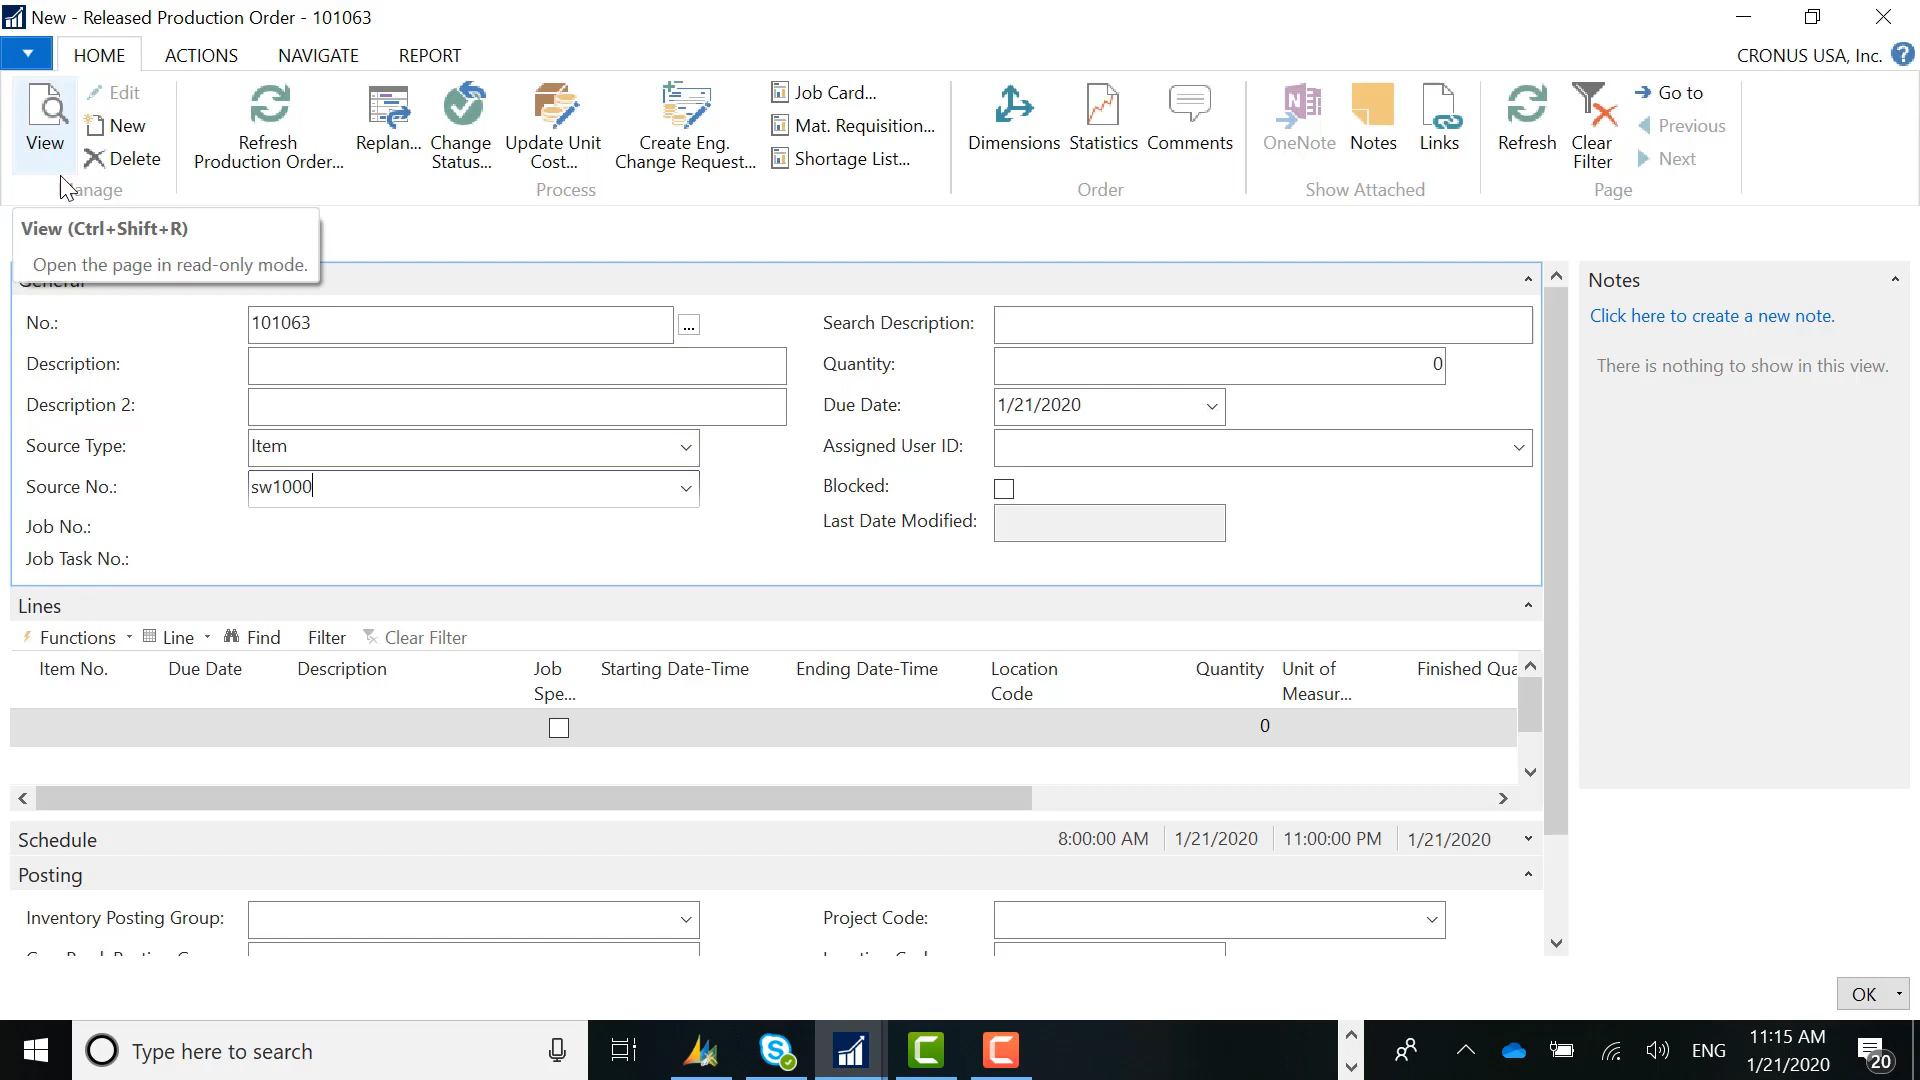 New - Released Production Order - 101063
HOME ACTIONS NAVIGATE REPORT
CRONUS USA, Inc.
View
Edit
New
Delete
Refresh
Production Order...
Replan...
Change
Status...
Update Unit
Cost...
Create Eng.
Change Request...
Job Card...
Mat. Requisition...
Shortage List...
Process
Dimensions
Statistics
Comments
Order
OneNote
Notes
Links
Show Attached
Refresh
Clear
Filter
Go to
Previous
Next
Page
View (Ctrl+Shift+R)
Open the page in read-only mode.
General
No.: 101063 ...
Description:
Description 2:
Source Type: Item
Source No.: sw1000
Job No.:
Job Task No.:
Search Description:
Quantity: 0
Due Date: 1/21/2020
Assigned User ID:
Blocked:
Last Date Modified:
Notes
Click here to create a new note.
There is nothing to show in this view.
Lines
Functions Line Find Filter Clear Filter
Item No. Due Date Description Job Spe... Starting Date-Time Ending Date-Time Location Code Quantity Unit of Measur... Finished Qua
0
Schedule 8:00:00 AM 1/21/2020 11:00:00 PM 1/21/2020
Posting
Inventory Posting Group:
Project Code:
OK
Type here to search
ENG
11:15 AM
1/21/2020
20